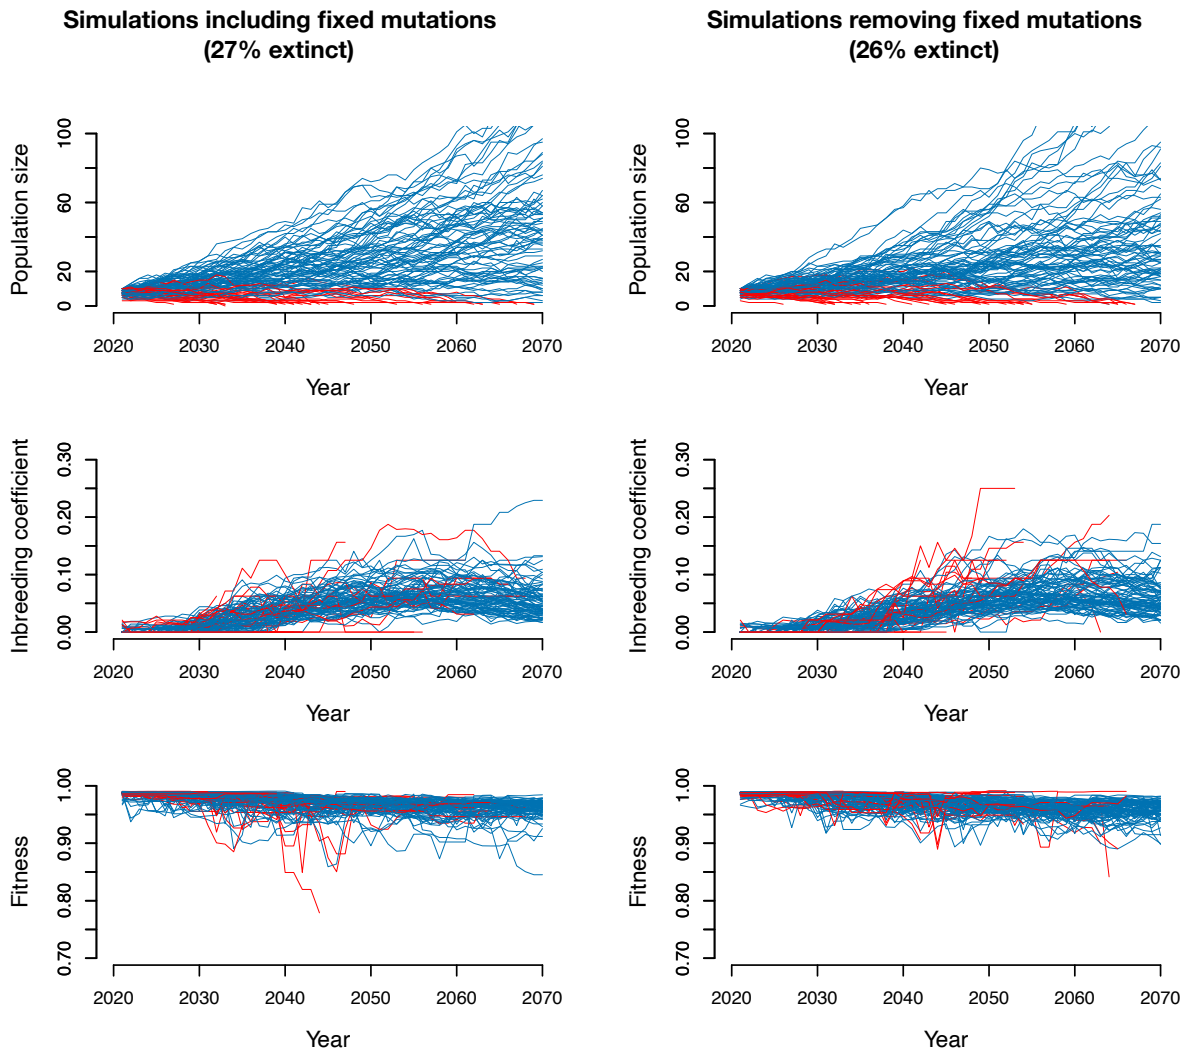 Simulations including fixed mutations
(27% extinct)
Simulations removing fixed mutations
(26% extinct)
Population size
100
60
20
0
2020 2030 2040 2050 2060 2070
Year
Population size
100
60
20
0
2020 2030 2040 2050 2060 2070
Year
Inbreeding coefficient
0.30
0.20
0.10
0.00
2020 2030 2040 2050 2060 2070
Year
Inbreeding coefficient
0.30
0.20
0.10
0.00
2020 2030 2040 2050 2060 2070
Year
Fitness
1.00
0.90
0.80
0.70
2020 2030 2040 2050 2060 2070
Year
Fitness
1.00
0.90
0.80
0.70
2020 2030 2040 2050 2060 2070
Year